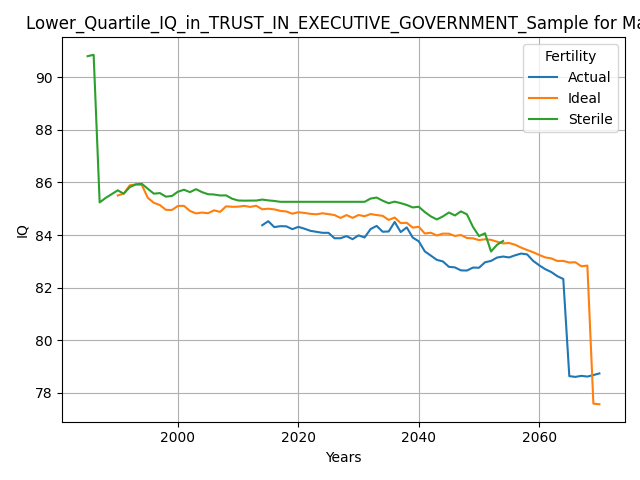 Lower_Quartile_IQ_in_TRUST_IN_EXECUTIVE_GOVERNMENT_Sample for Ma
Fertility
Actual
Ideal
Sterile
90
88
86
84
82
80
78
IQ
2000 2020 2040 2060
Years